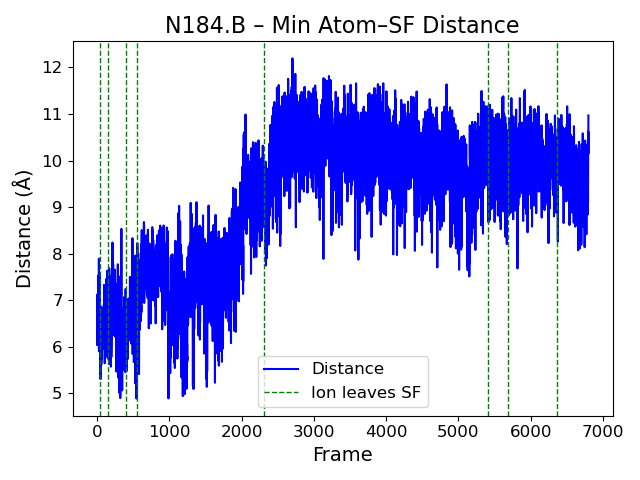 N184.B – Min Atom–SF Distance
Distance (Å)
12
11
10
9
8
7
6
5
Distance
Ion leaves SF
0 1000 2000 3000 4000 5000 6000 7000
Frame